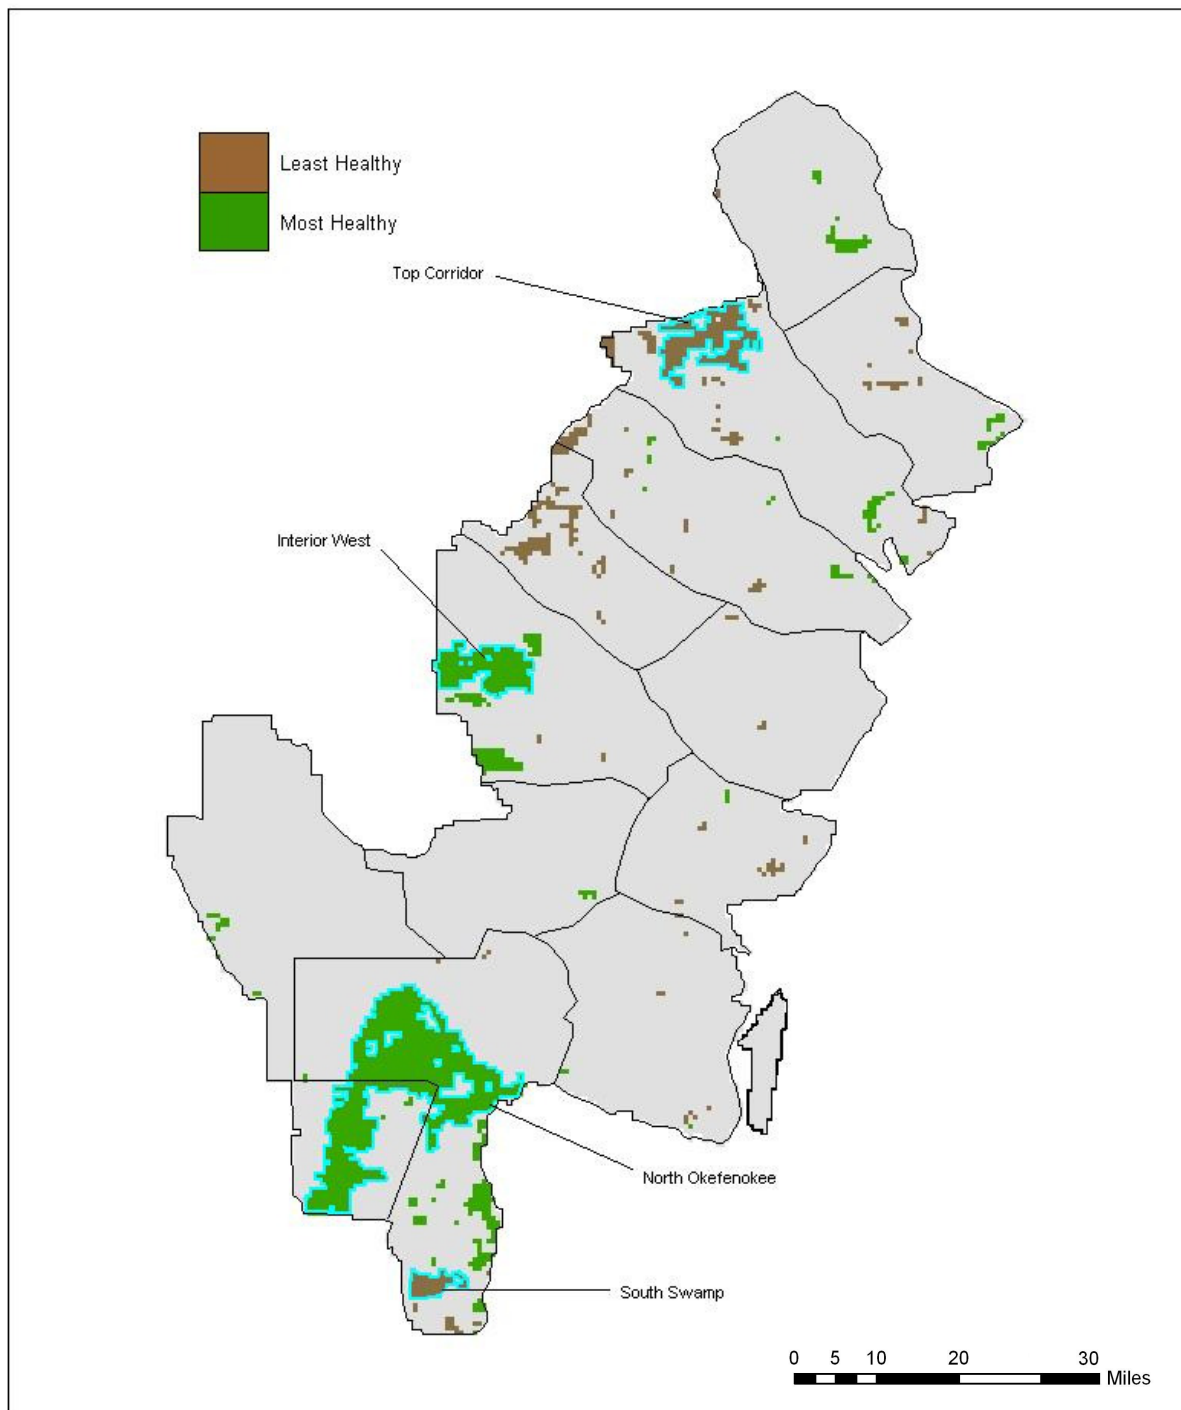 Least Healthy
Most Healthy
Top Corridor
Interior West
North Okefenokee
South Swamp
0 5 10 20 30
Miles